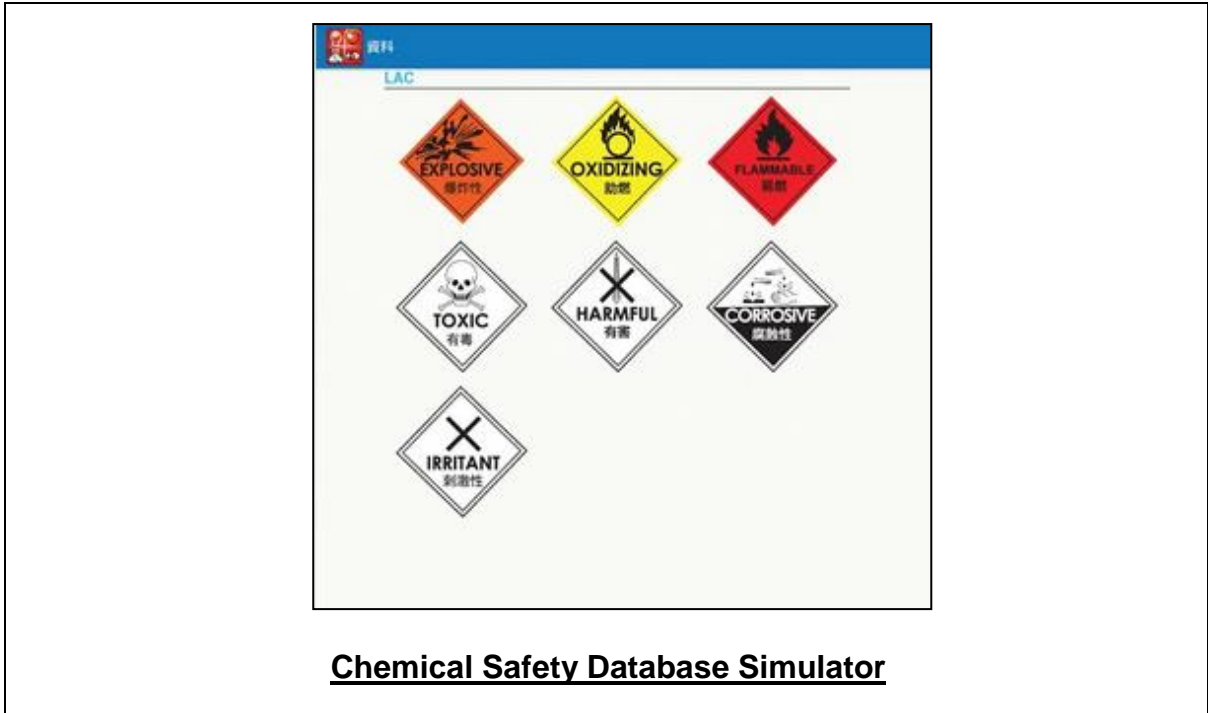 資料
LAC
EXPLOSIVE
爆炸性
OXIDIZING
助燃
FLAMMABLE
易燃
TOXIC
有毒
HARMFUL
有害
CORROSIVE
腐蝕性
IRRITANT
刺激性
Chemical Safety Database Simulator